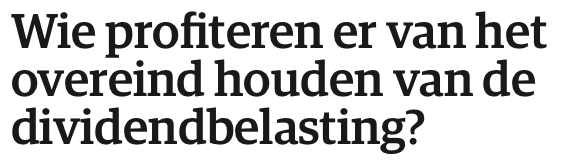 Wie profiteren er van het
overeind houden van de
dividendbelasting?